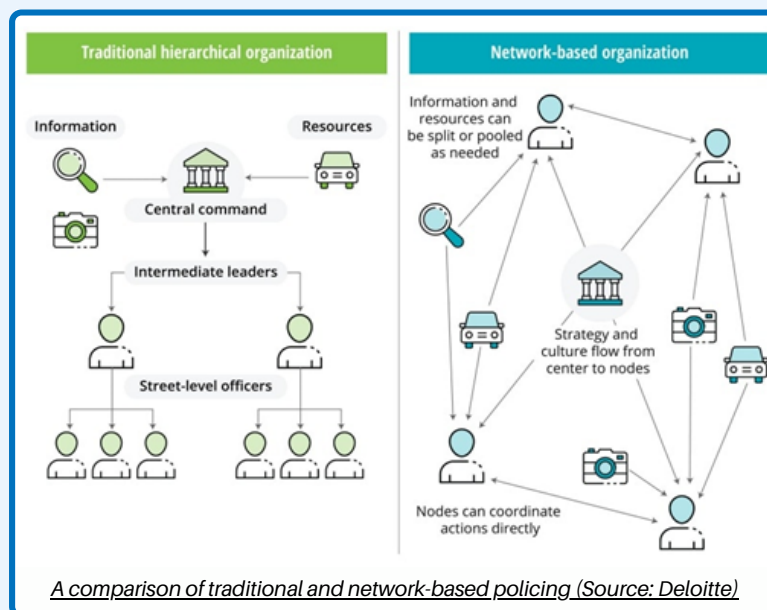 Traditional hierarchical organization
Information
Resources
Central command
Intermediate leaders
Street-level officers
Network-based organization
Information and
resources can
be split or pooled
as needed
Strategy and
culture flow from
center to nodes
Nodes can coordinate
actions directly
A comparison of traditional and network-based policing (Source: Deloitte)